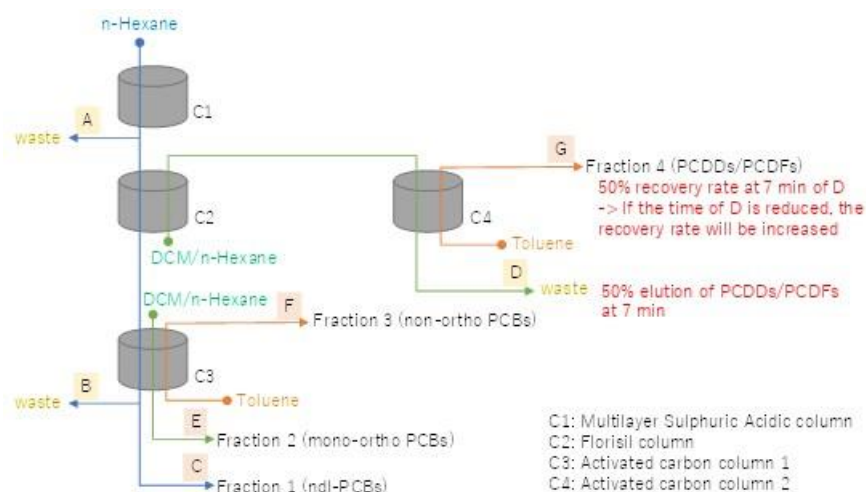 n-Hexane
A
C1
waste
G
Fraction 4 (PCDDs/PCDFs)
50% recovery rate at 7 min of D
-> If the time of D is reduced, the
recovery rate will be increased
C2
C4
Toluene
DCM/n-Hexane
D
waste
50% elution of PCDDs/PCDFs
at 7 min
DCM/n-Hexane
F
Fraction 3 (non-ortho PCBs)
B
C3
waste
Toluene
E
Fraction 2 (mono-ortho PCBs)
C
Fraction 1 (ndl-PCBs)
C1: Multilayer Sulphuric Acidic column
C2: Florisil column
C3: Activated carbon column 1
C4: Activated carbon column 2